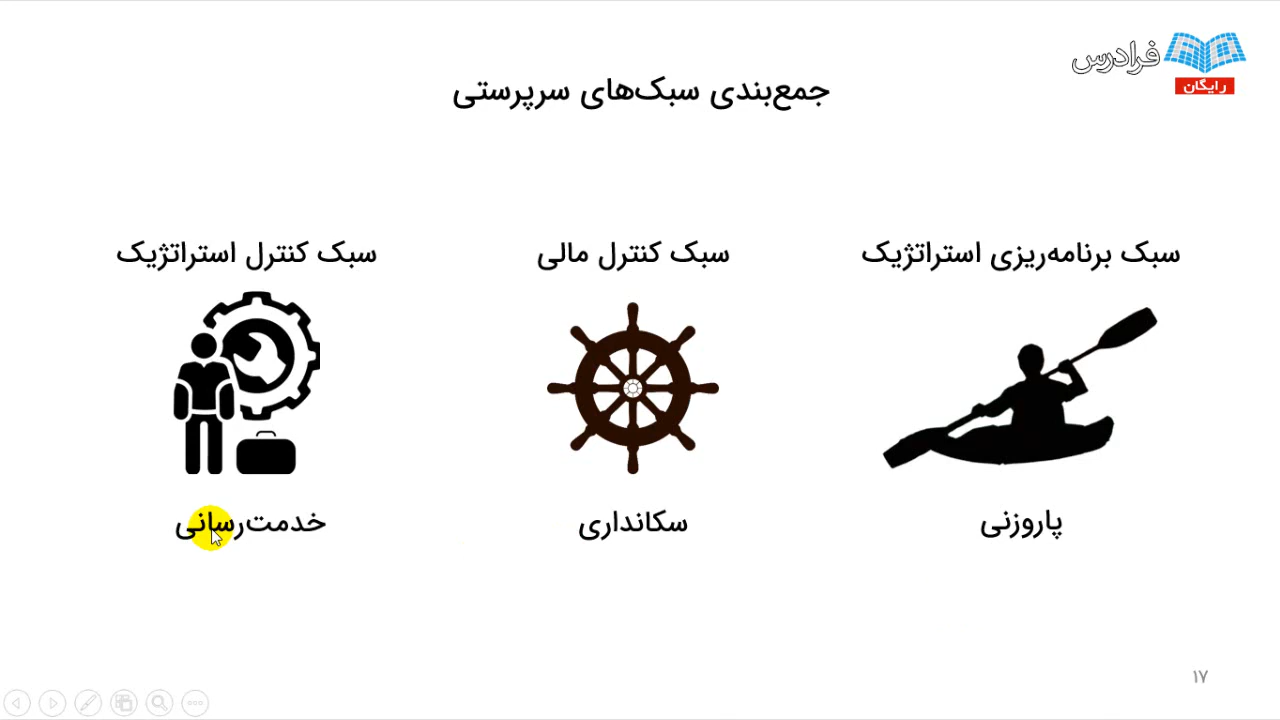 فرادرس
رایگان
جمع‌بندی سبک‌های سرپرستی
سبک برنامه‌ریزی استراتژیک
سبک کنترل مالی
سبک کنترل استراتژیک
پاروزنی
سکانداری
خدمت‌رسانی
۱۷